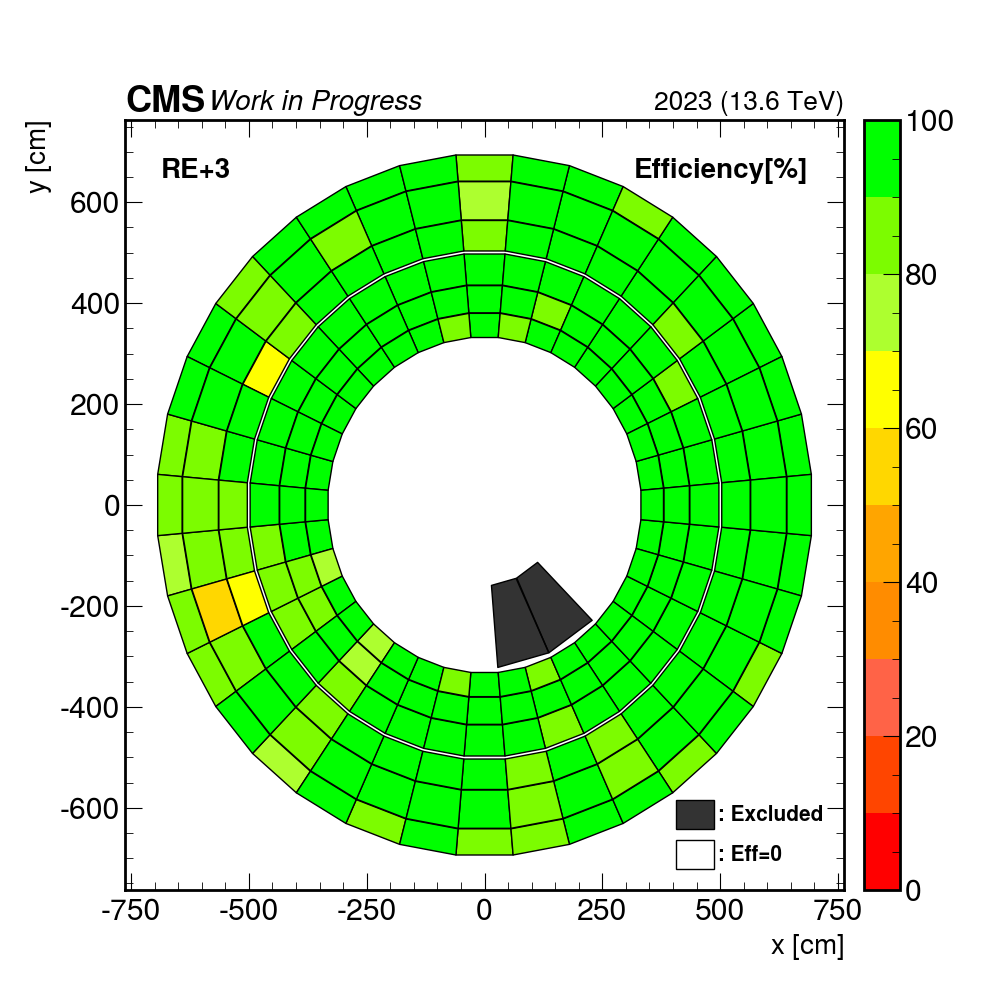 CMS Work in Progress 2023 (13.6 TeV)
y [cm]
RE+3 Efficiency[%]
100
80
60
40
20
0
600
400
200
0
-200
-400
-600
: Excluded
: Eff=0
-750 -500 -250 0 250 500 750
x [cm]